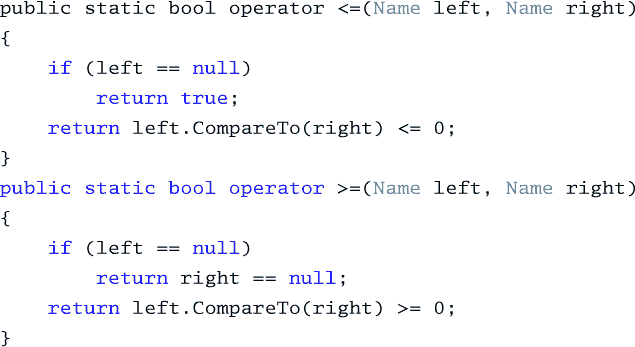 public static bool operator <=(Name left, Name right)
{
    if (left == null)
        return true;
    return left.CompareTo(right) <= 0;
}
public static bool operator >=(Name left, Name right)
{
    if (left == null)
        return right == null;
    return left.CompareTo(right) >= 0;
}